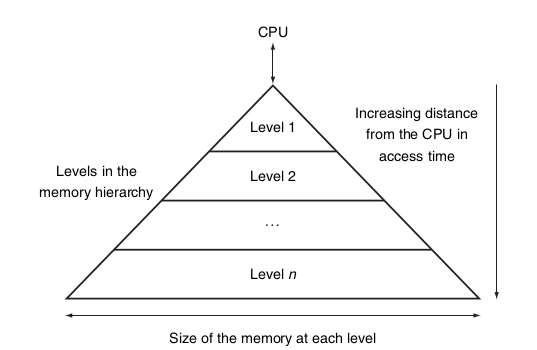 CPU
Level 1
Increasing distance
from the CPU in
access time
Levels in the
memory hierarchy
Level 2
...
Level n
Size of the memory at each level